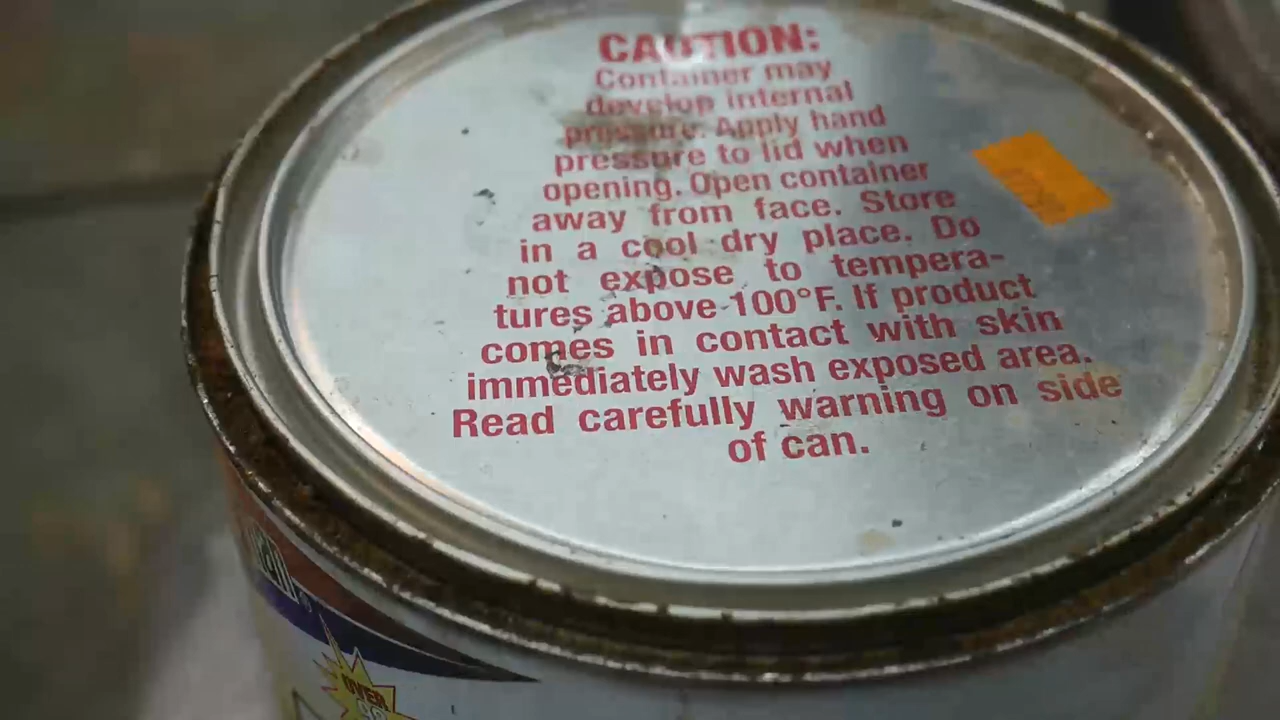 CAUTION:
Container may
develop internal
pressure. Apply hand
pressure to lid when
opening. Open container
away from face. Store
in a cool dry place. Do
not expose to tempera-
tures above 100°F. If product
comes in contact with skin
immediately wash exposed area.
Read carefully warning on side
of can.
OVER